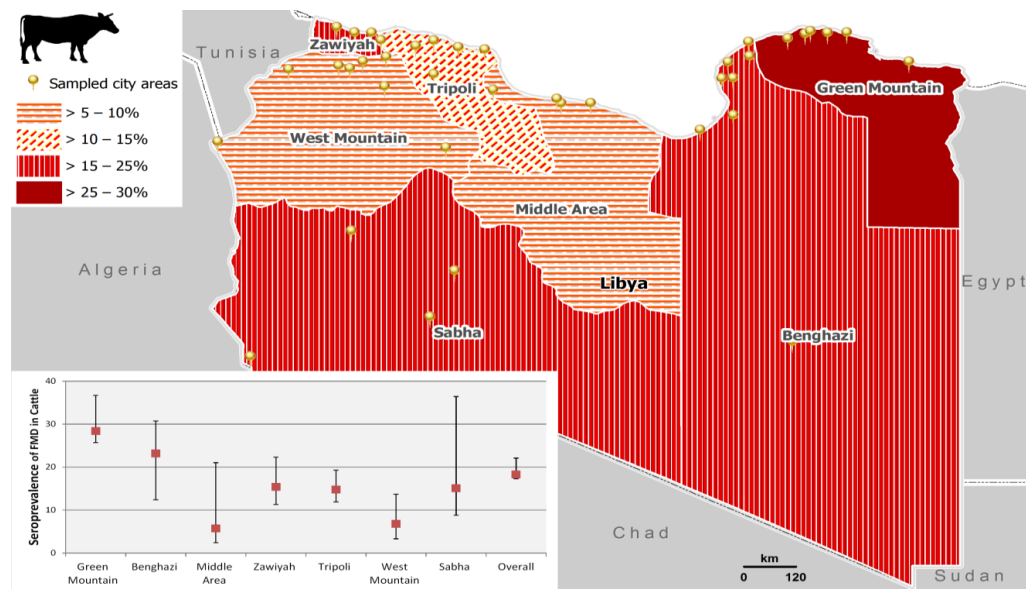 Tunisia
Zawiyah
Sampled city areas
Green Mountain
Tripoli
> 5 – 10%
> 10 – 15%
West Mountain
> 15 – 25%
> 25 – 30%
Middle Area
Algeria
Libya
Egypt
Sabha
Benghazi
Seroprevalence of FMD in Cattle
40
30
20
10
0
Green Mountain
Benghazi
Middle Area
Zawiyah
Tripoli
West Mountain
Sabha
Overall
Chad
km
0 120
Sudan